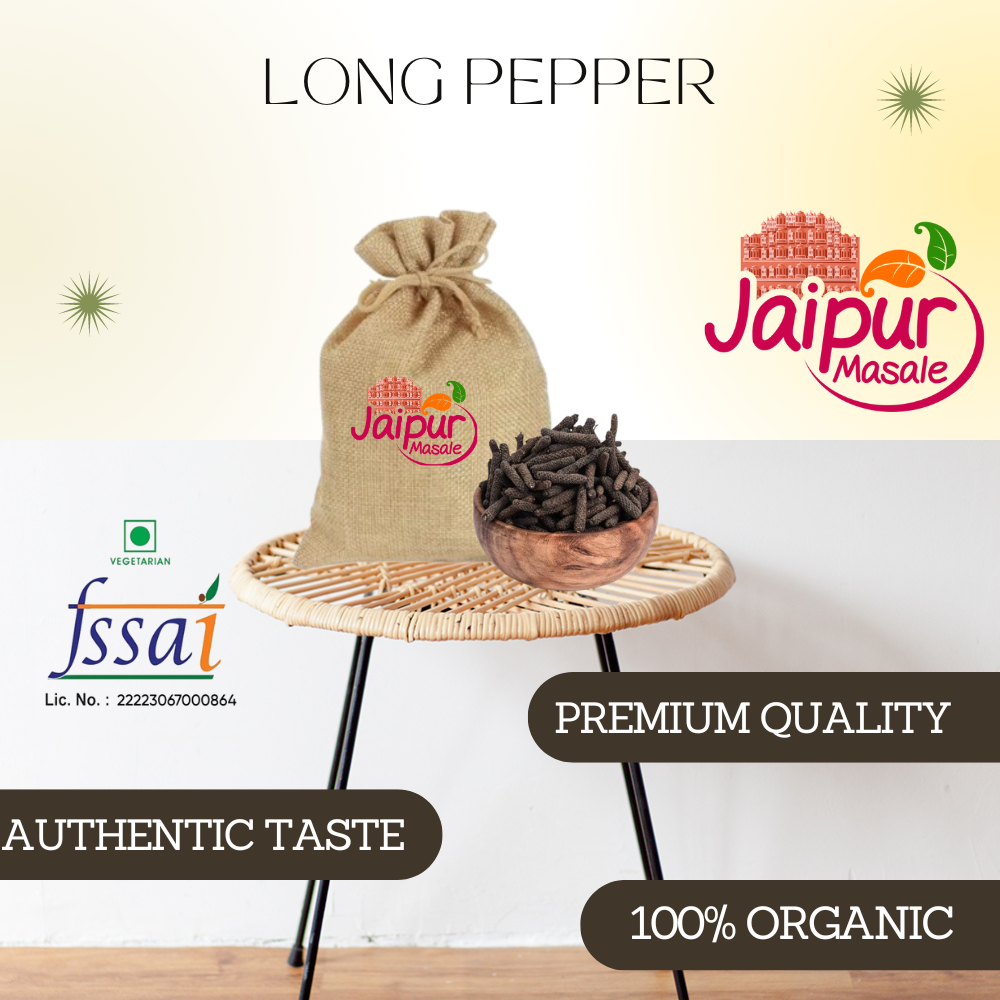 LONG PEPPER
Jaipur
Masale
Jaipur
Masale
VEGETARIAN
fssai
Lic. No. : 22223067000864
PREMIUM QUALITY
AUTHENTIC TASTE
100% ORGANIC